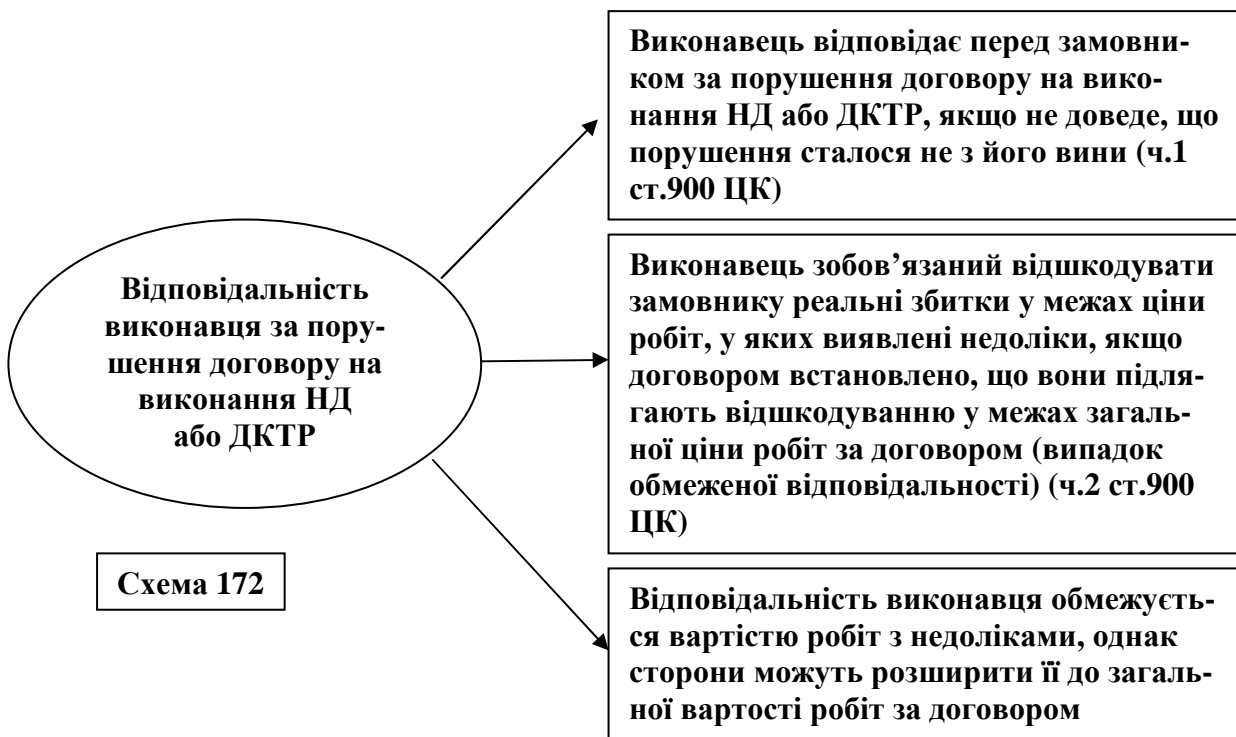 Виконавець відповідає перед замовни-
ком за порушення договору на вико-
нання НД або ДКТР, якщо не доведе, що
порушення сталося не з його вини (ч.1
ст.900 ЦК)
Відповідальність
виконавця за пору-
шення договору на
виконання НД
або ДКТР
Виконавець зобов’язаний відшкодувати
замовнику реальні збитки у межах ціни
робіт, у яких виявлені недоліки, якщо
договором встановлено, що вони підля-
гають відшкодуванню у межах загаль-
ної ціни робіт за договором (випадок
обмеженої відповідальності) (ч.2 ст.900
ЦК)
Схема 172
Відповідальність виконавця обмежуєть-
ся вартістю робіт з недоліками, однак
сторони можуть розширити її до загаль-
ної вартості робіт за договором